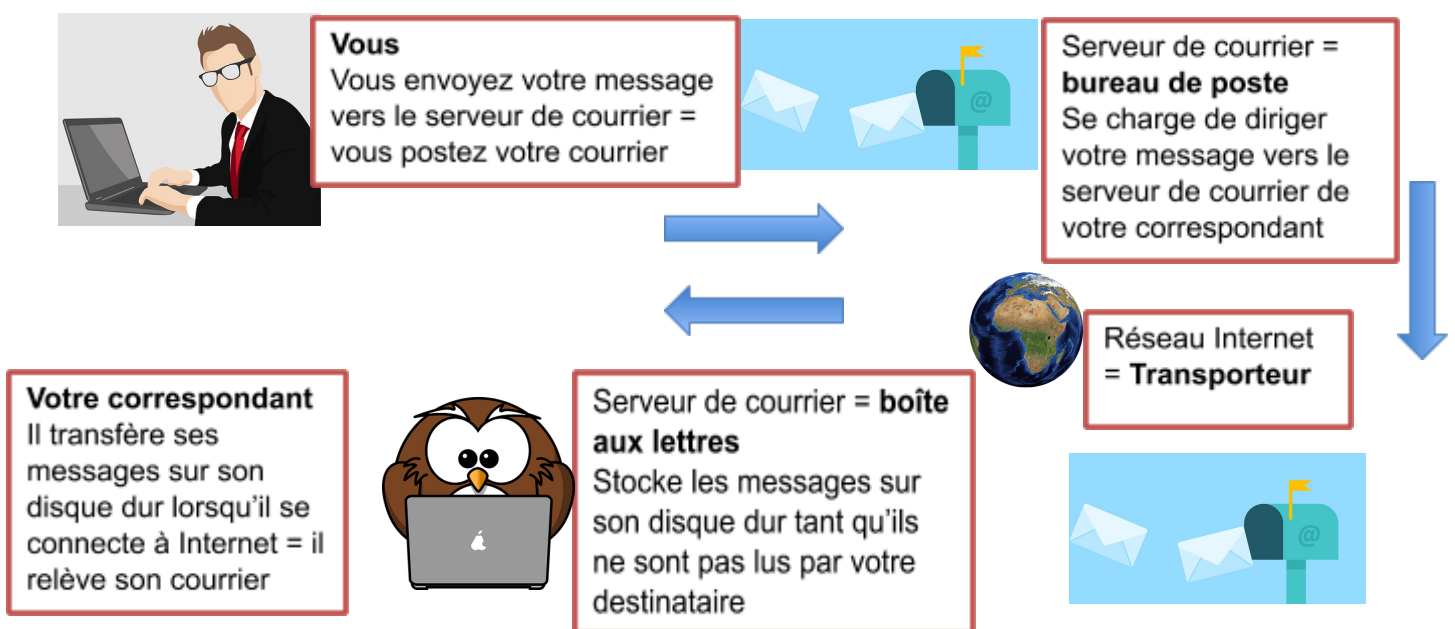 Vous
Vous envoyez votre message
vers le serveur de courrier =
vous postez votre courrier
@
Serveur de courrier =
bureau de poste
Se charge de diriger
votre message vers le
serveur de courrier de
votre correspondant
Réseau Internet
= Transporteur
@
Serveur de courrier = boîte
aux lettres
Stocke les messages sur
son disque dur tant qu'ils
ne sont pas lus par votre
destinataire
Votre correspondant
Il transfère ses
messages sur son
disque dur lorsqu'il se
connecte à Internet = il
relève son courrier